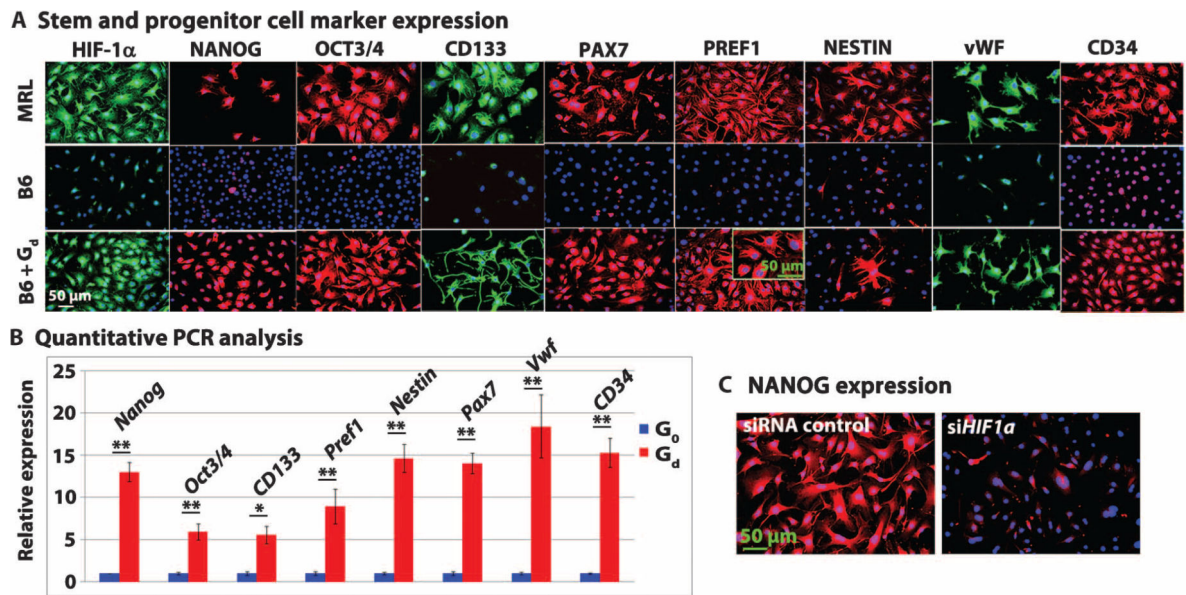 A Stem and progenitor cell marker expression
HIF-1α NANOG OCT3/4 CD133 PAX7 PREF1 NESTIN vWF CD34
MRL
B6
B6 + Gd
50 μm
50 μm
B Quantitative PCR analysis
Relative expression
25
20
15
10
5
0
Nanog
**
Oct3/4
**
CD133
*
Pref1
**
Nestin
**
Pax7
**
Vwf
**
CD34
**
G0
Gd
C NANOG expression
siRNA control
siHIF1a
50 μm